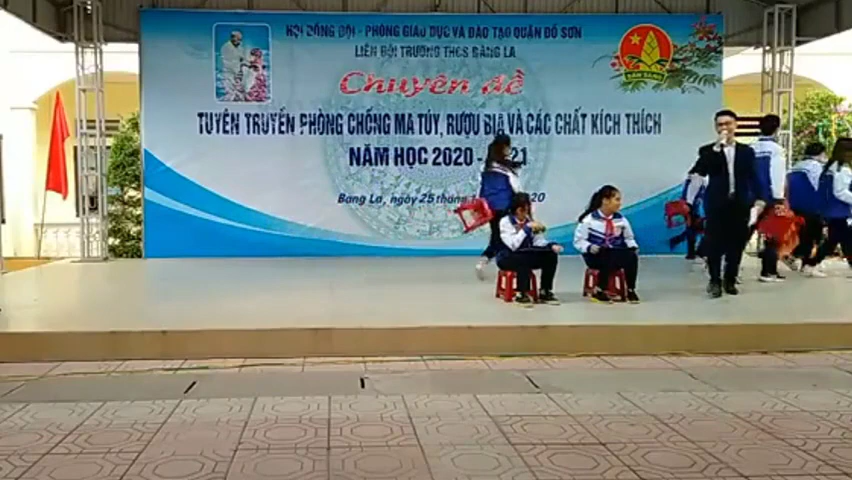 HỘI ĐỒNG ĐỘI - PHÒNG GIÁO DỤC VÀ ĐÀO TẠO QUẬN ĐỒ SƠN
LIÊN ĐỘI TRƯỜNG THCS BÀNG LA
Chuyên đề
TUYÊN TRUYỀN PHÒNG CHỐNG MA TÚY, RƯỢU BIA VÀ CÁC CHẤT KÍCH THÍCH
NĂM HỌC 2020 - 21
Bàng La, ngày 25 tháng 20
SẴN SÀNG